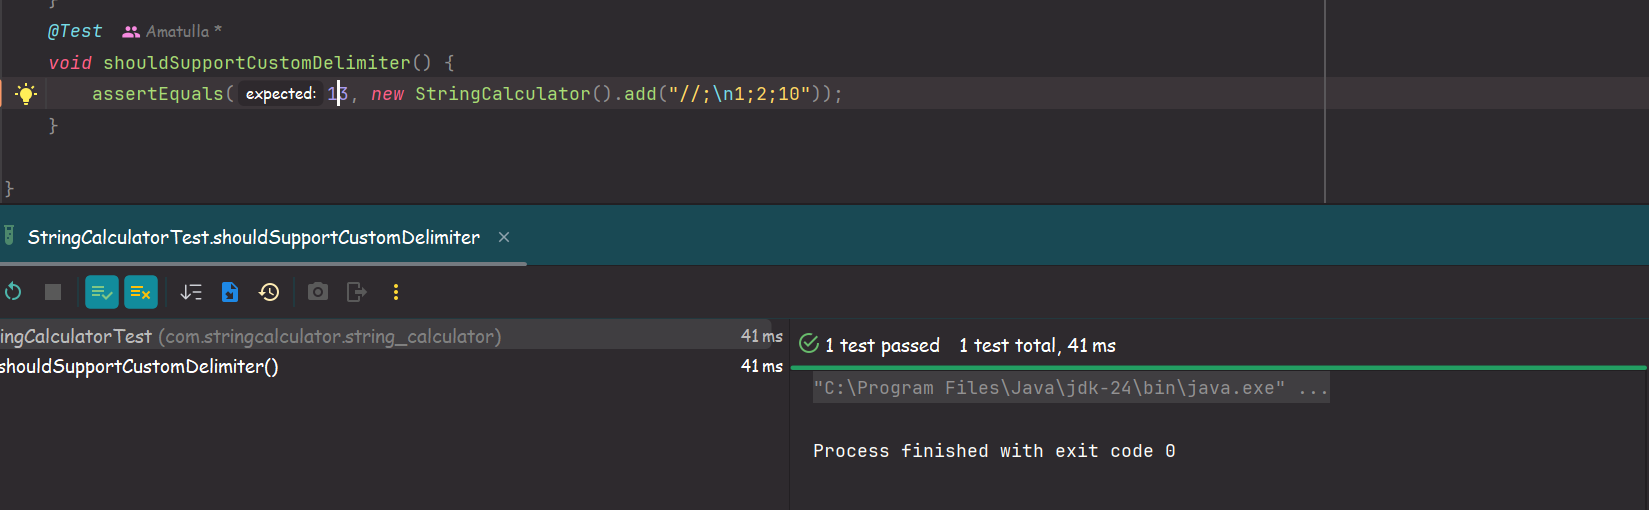 }
@Test Amatulla *
void shouldSupportCustomDelimiter() {
assertEquals( expected: 13, new StringCalculator().add("//;\n1;2;10"));
}
}
StringCalculatorTest.shouldSupportCustomDelimiter ×
ingCalculatorTest (com.stringcalculator.string_calculator) 41 ms
shouldSupportCustomDelimiter() 41 ms
1 test passed 1 test total, 41 ms
"C:\Program Files\Java\jdk-24\bin\java.exe" ...
Process finished with exit code 0